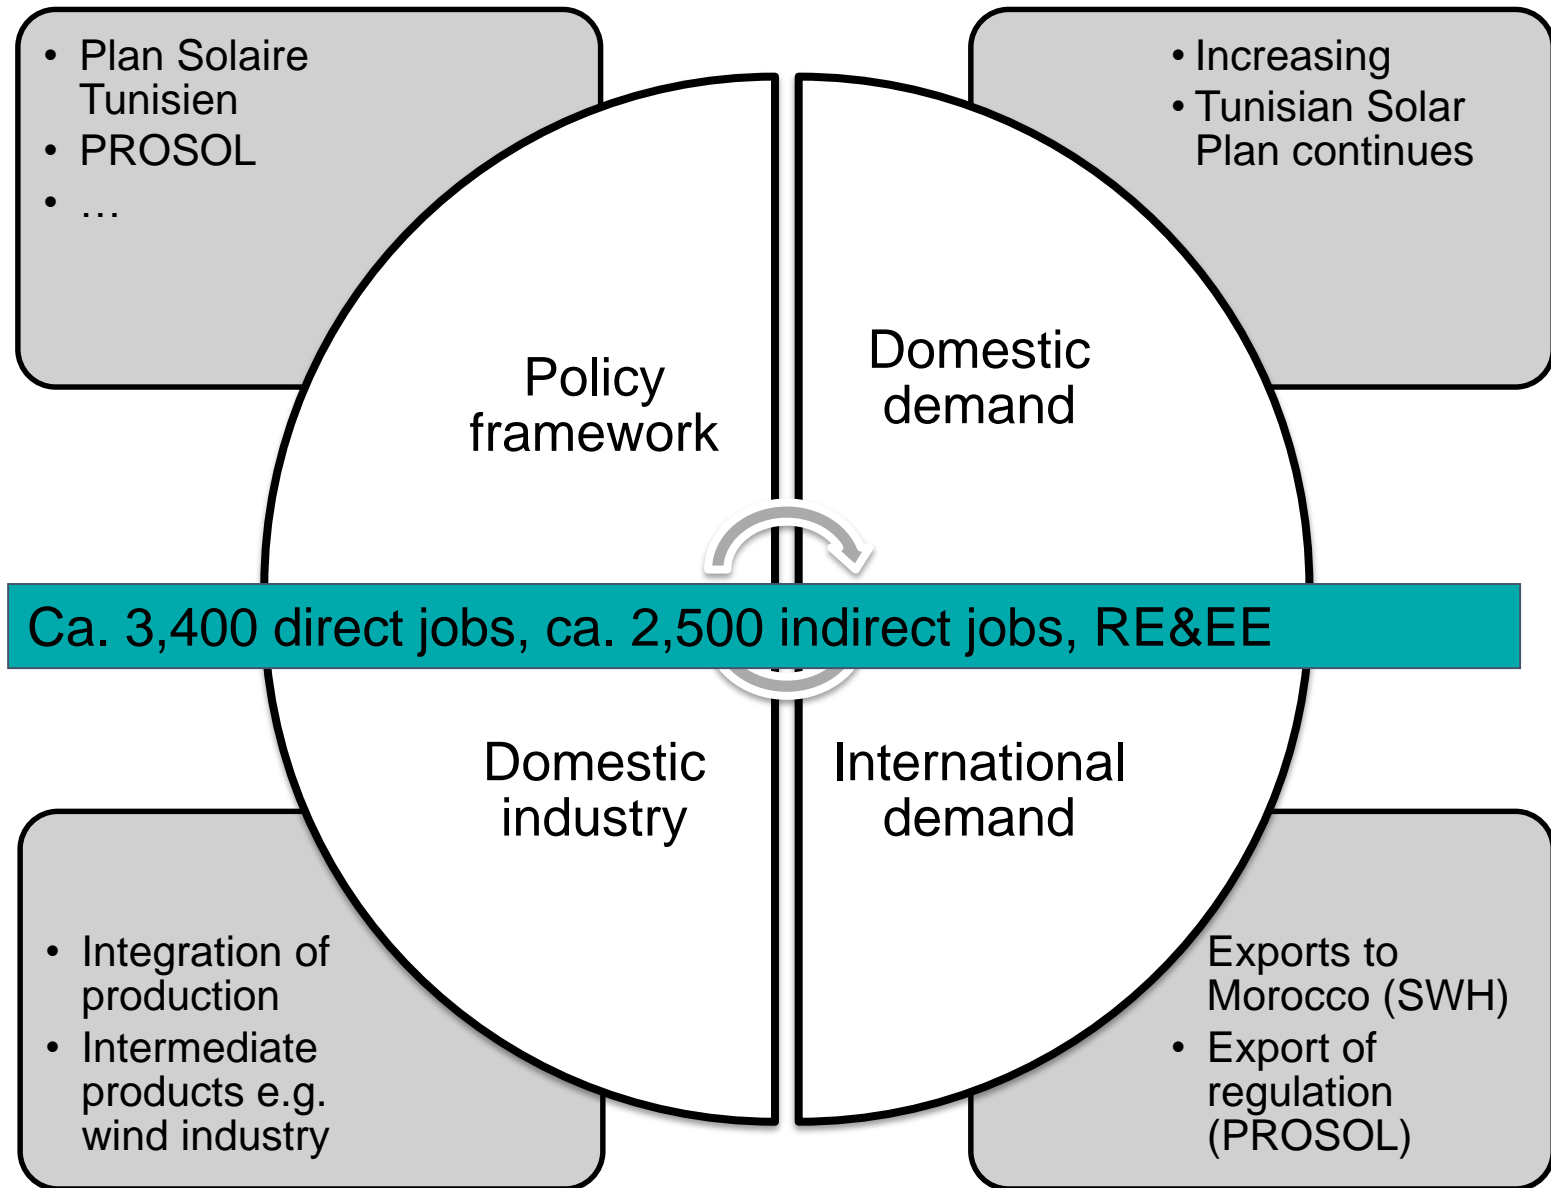 • Plan Solaire
Tunisien
• PROSOL
• …
• Increasing
• Tunisian Solar
Plan continues
Policy
framework
Domestic
demand
Ca. 3,400 direct jobs, ca. 2,500 indirect jobs, RE&EE
Domestic
industry
International
demand
• Integration of
production
• Intermediate
products e.g.
wind industry
Exports to
Morocco (SWH)
• Export of
regulation
(PROSOL)